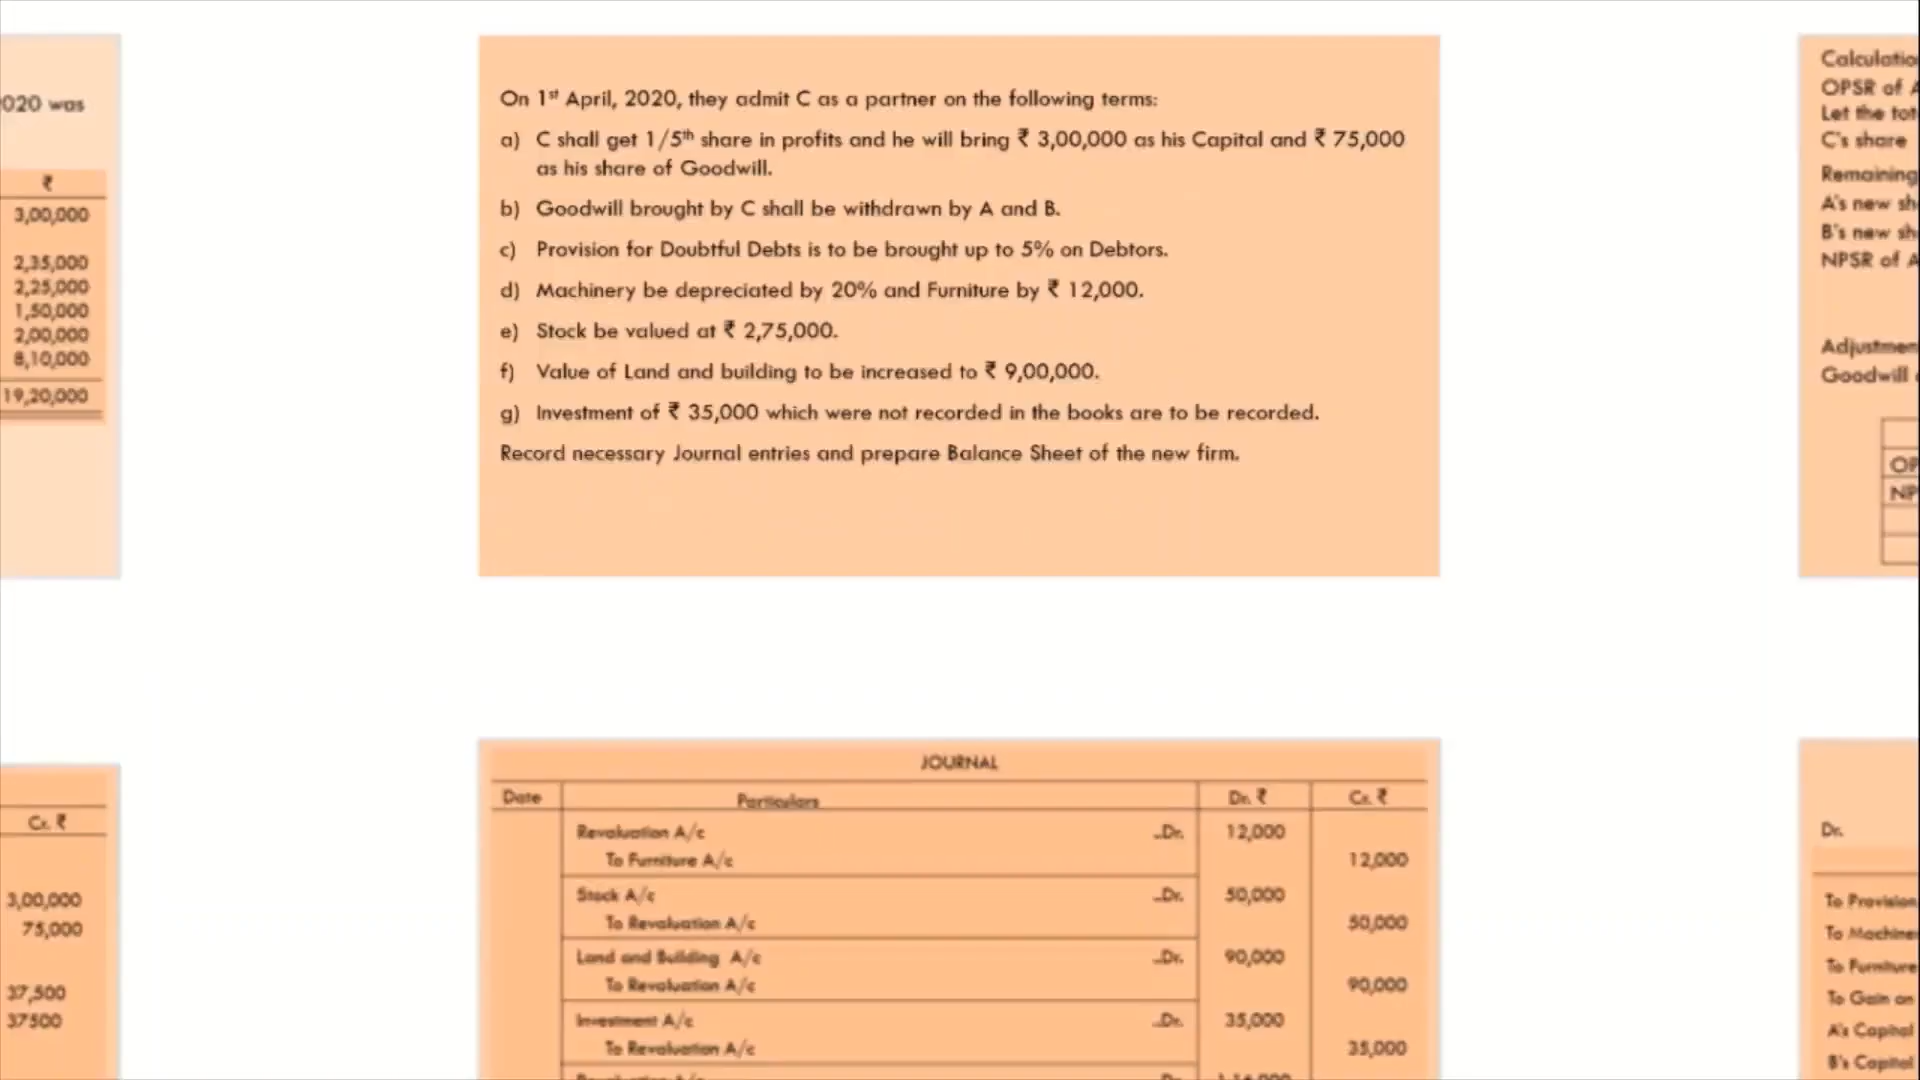 020 was
₹
3,00,000
2,35,000
2,25,000
1,50,000
2,00,000
8,10,000
19,20,000
On 1st April, 2020, they admit C as a partner on the following terms:
a) C shall get 1/5th share in profits and he will bring ₹ 3,00,000 as his Capital and ₹ 75,000
as his share of Goodwill.
b) Goodwill brought by C shall be withdrawn by A and B.
c) Provision for Doubtful Debts is to be brought up to 5% on Debtors.
d) Machinery be depreciated by 20% and Furniture by ₹ 12,000.
e) Stock be valued at ₹ 2,75,000.
f) Value of Land and building to be increased to ₹ 9,00,000.
g) Investment of ₹ 35,000 which were not recorded in the books are to be recorded.
Record necessary Journal entries and prepare Balance Sheet of the new firm.
Calculatio
OPSR of A
Let the tot
C's share
Remaining
A's new sh
B's new sh
NPSR of A
Adjustmen
Goodwill
OP
NP
Cr. ₹
3,00,000
75,000
37,500
37500
JOURNAL
Date Particulars Dr. ₹ Cr. ₹
Revaluation A/c ..Dr. 12,000
To Furniture A/c 12,000
Stock A/c ..Dr. 50,000
To Revaluation A/c 50,000
Land and Building A/c ..Dr. 90,000
To Revaluation A/c 90,000
Investment A/c ..Dr. 35,000
To Revaluation A/c 35,000
Dr.
To Provision
To Machine
To Furniture
To Gain on
A's Capital
B's Capital